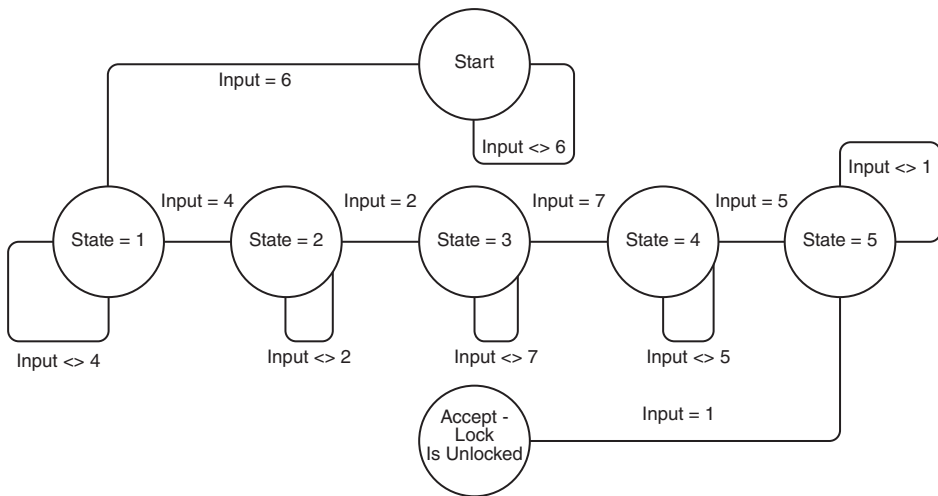 Start
Input = 6
Input <> 6
Input <> 1
Input = 4
Input = 2
Input = 7
Input = 5
State = 1
State = 2
State = 3
State = 4
State = 5
Input <> 4
Input <> 2
Input <> 7
Input <> 5
Accept -
Lock
Is Unlocked
Input = 1